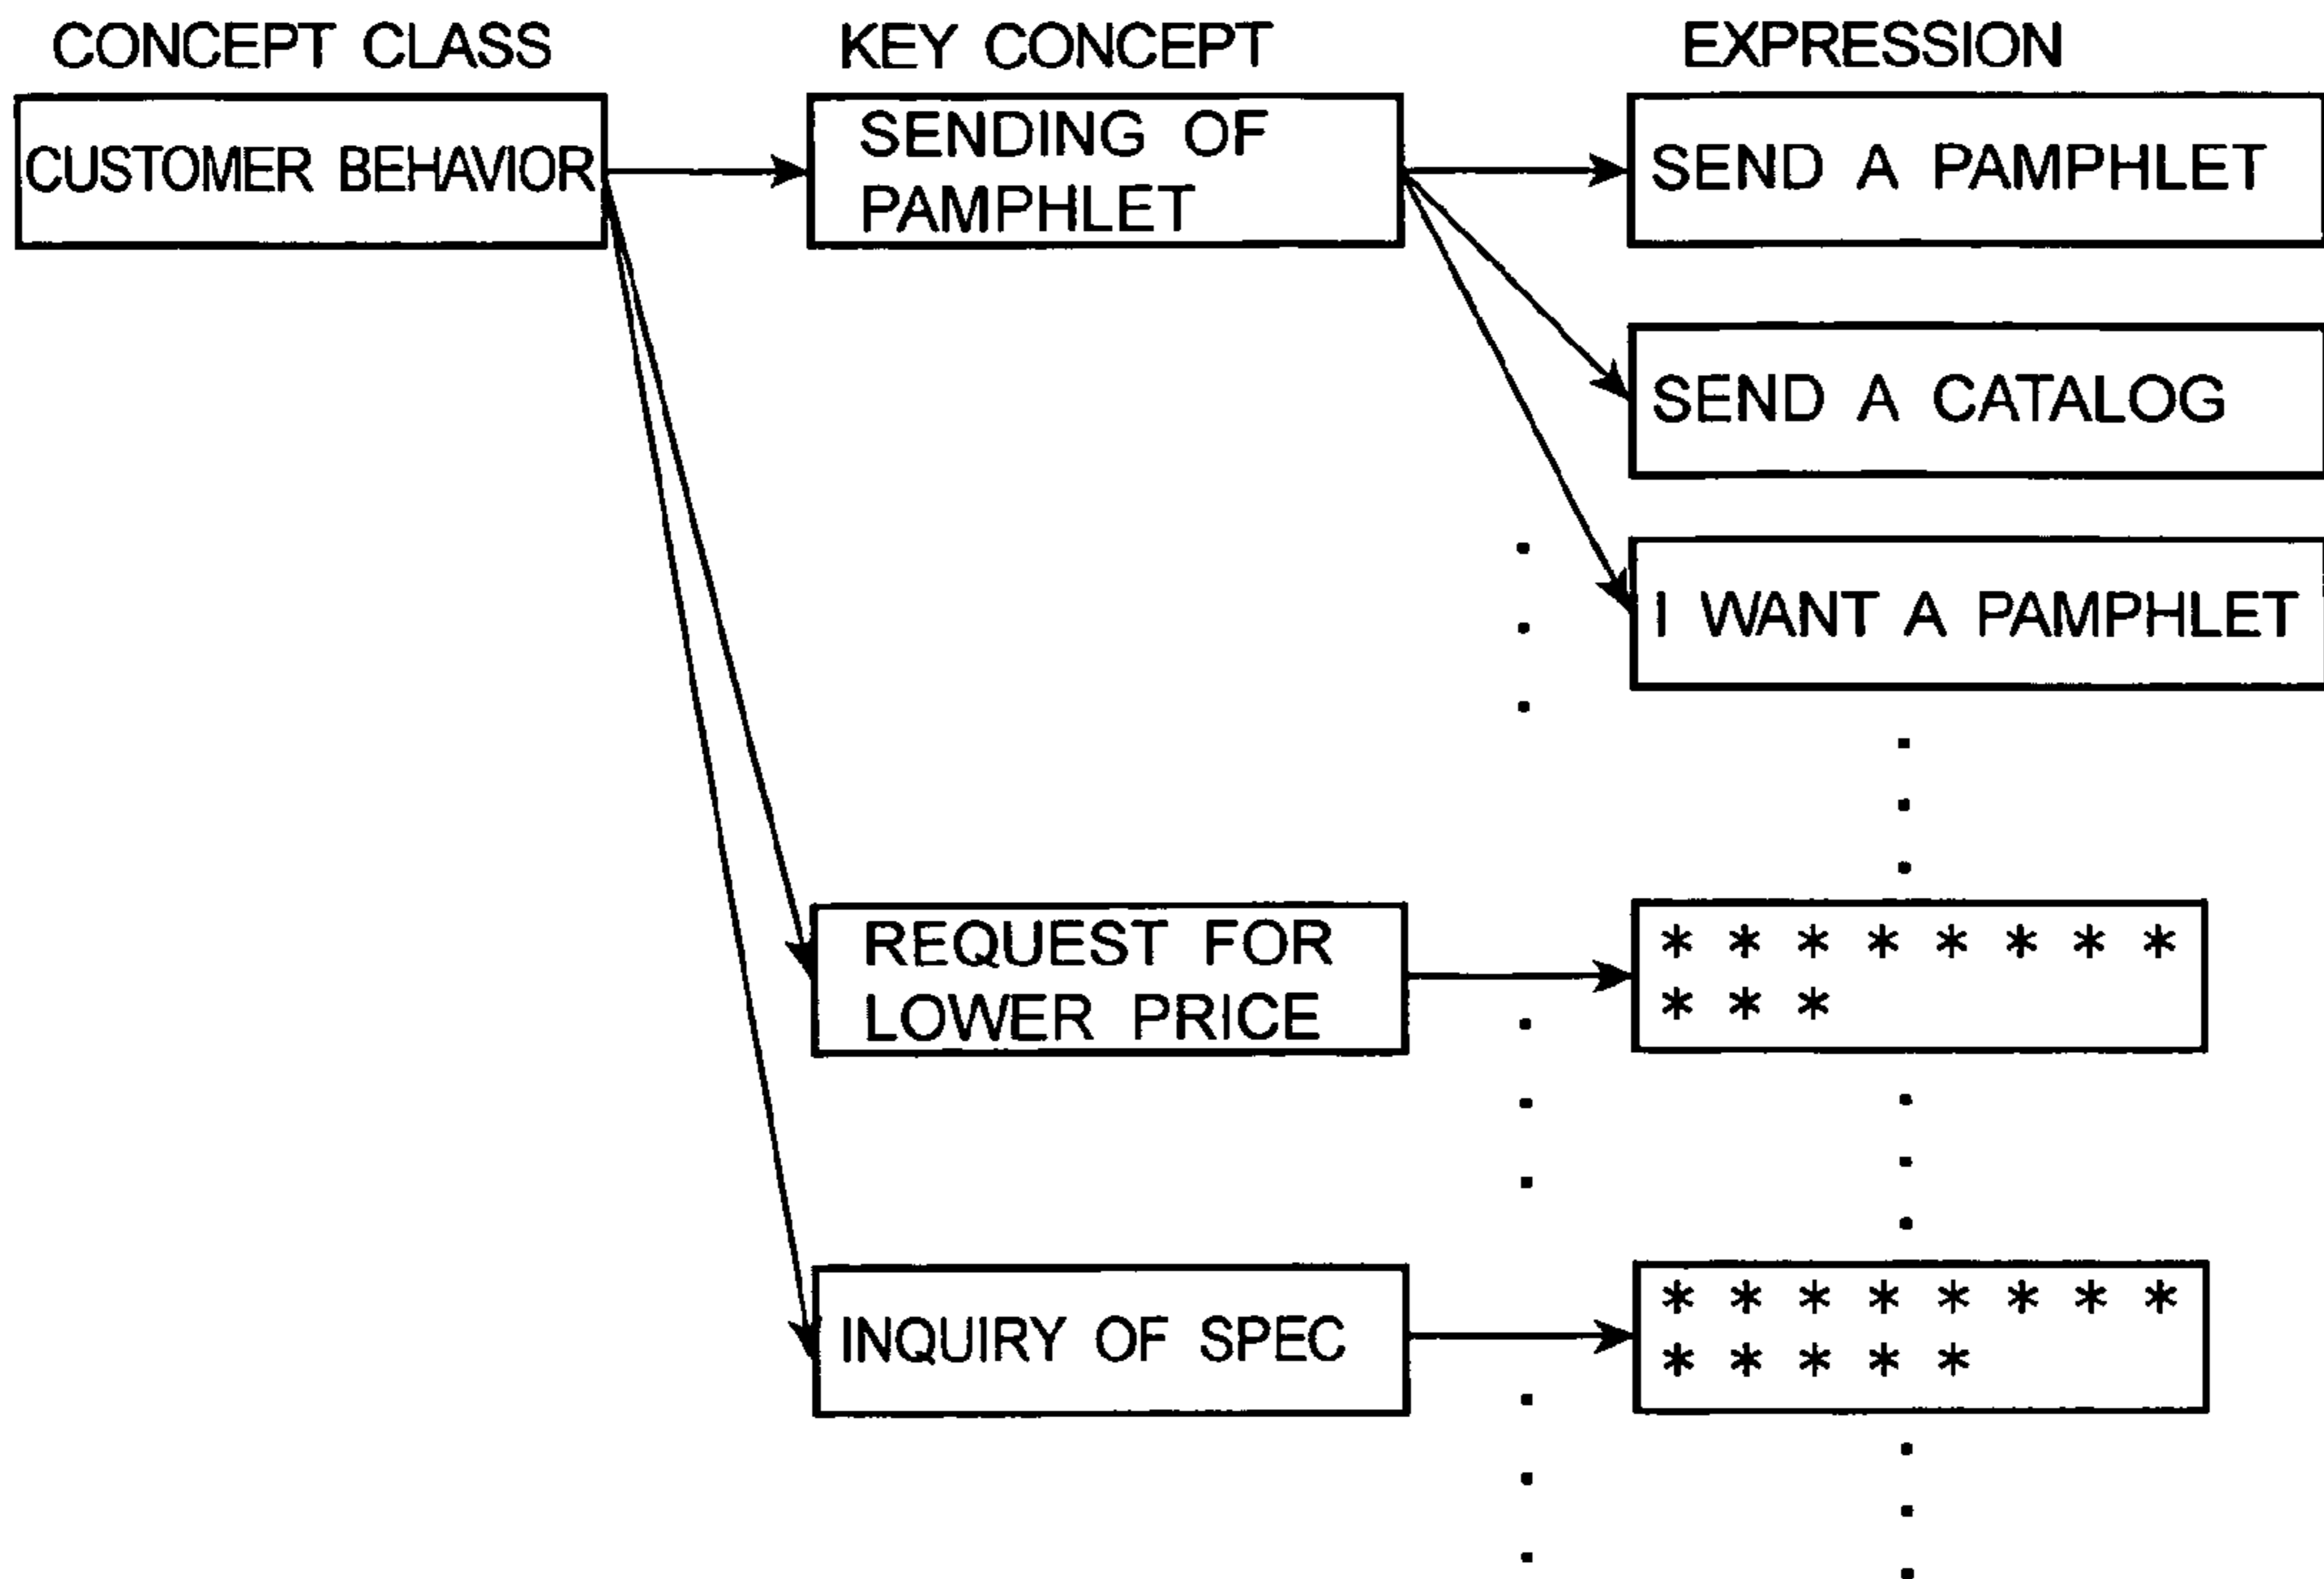 CONCEPT CLASS
KEY CONCEPT
EXPRESSION
CUSTOMER BEHAVIOR
SENDING OF
PAMPHLET
SEND A PAMPHLET
SEND A CATALOG
I WANT A PAMPHLET
REQUEST FOR
LOWER PRICE
* * * * * * * *
* * *
INQUIRY OF SPEC
* * * * * * * *
* * * * *